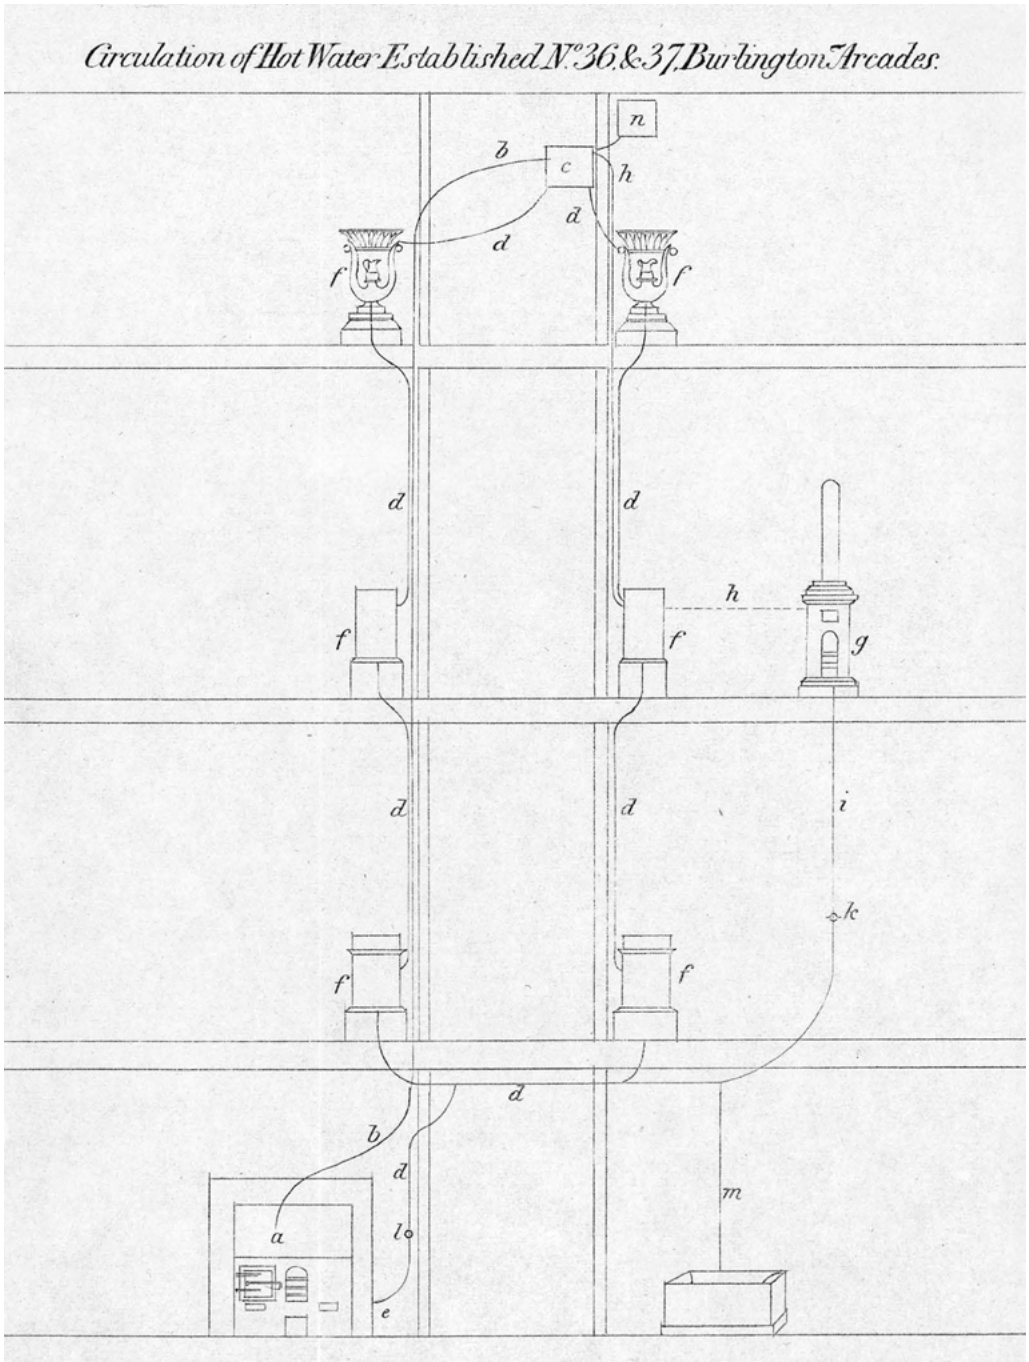 Circulation of Hot Water Established, Nº. 36, & 37, Burlington Arcades.
n
b
c
h
d
d
f
f
d
d
h
f
f
g
d
d
i
k
f
f
d
b
d
m
l
a
e